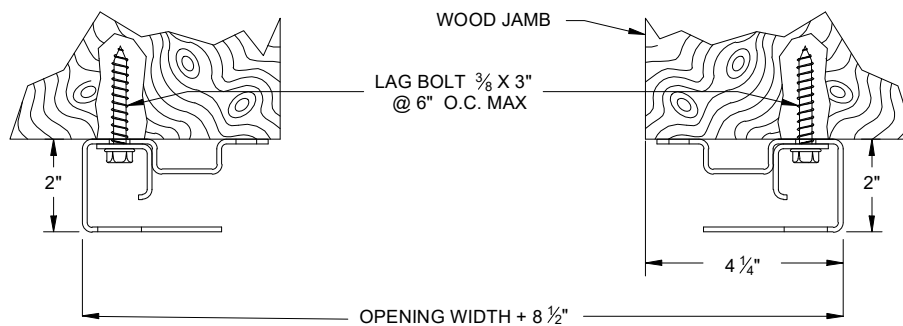 WOOD JAMB
LAG BOLT ⅜ X 3"
@ 6" O.C. MAX
2"
2"
4 ¼"
OPENING WIDTH + 8 ½"